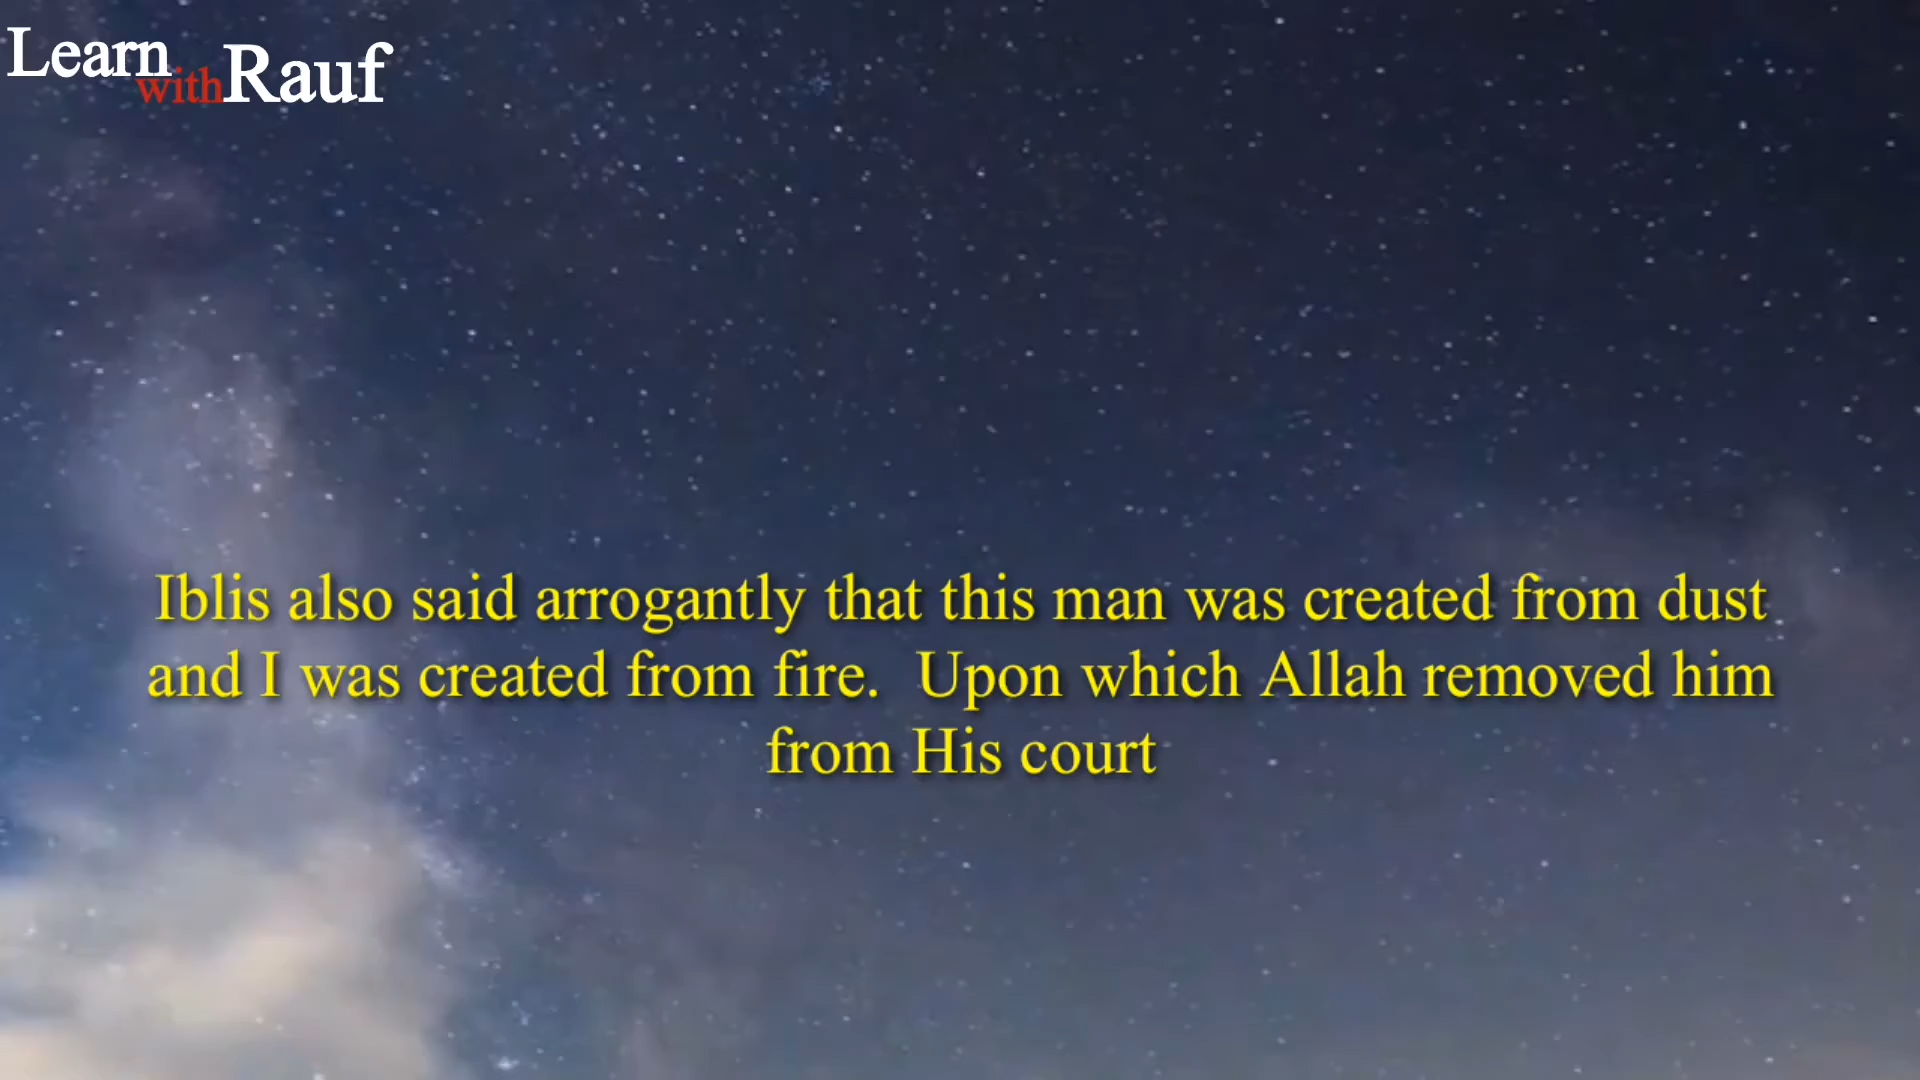 Learn with Rauf
Iblis also said arrogantly that this man was created from dust
and I was created from fire.  Upon which Allah removed him
from His court